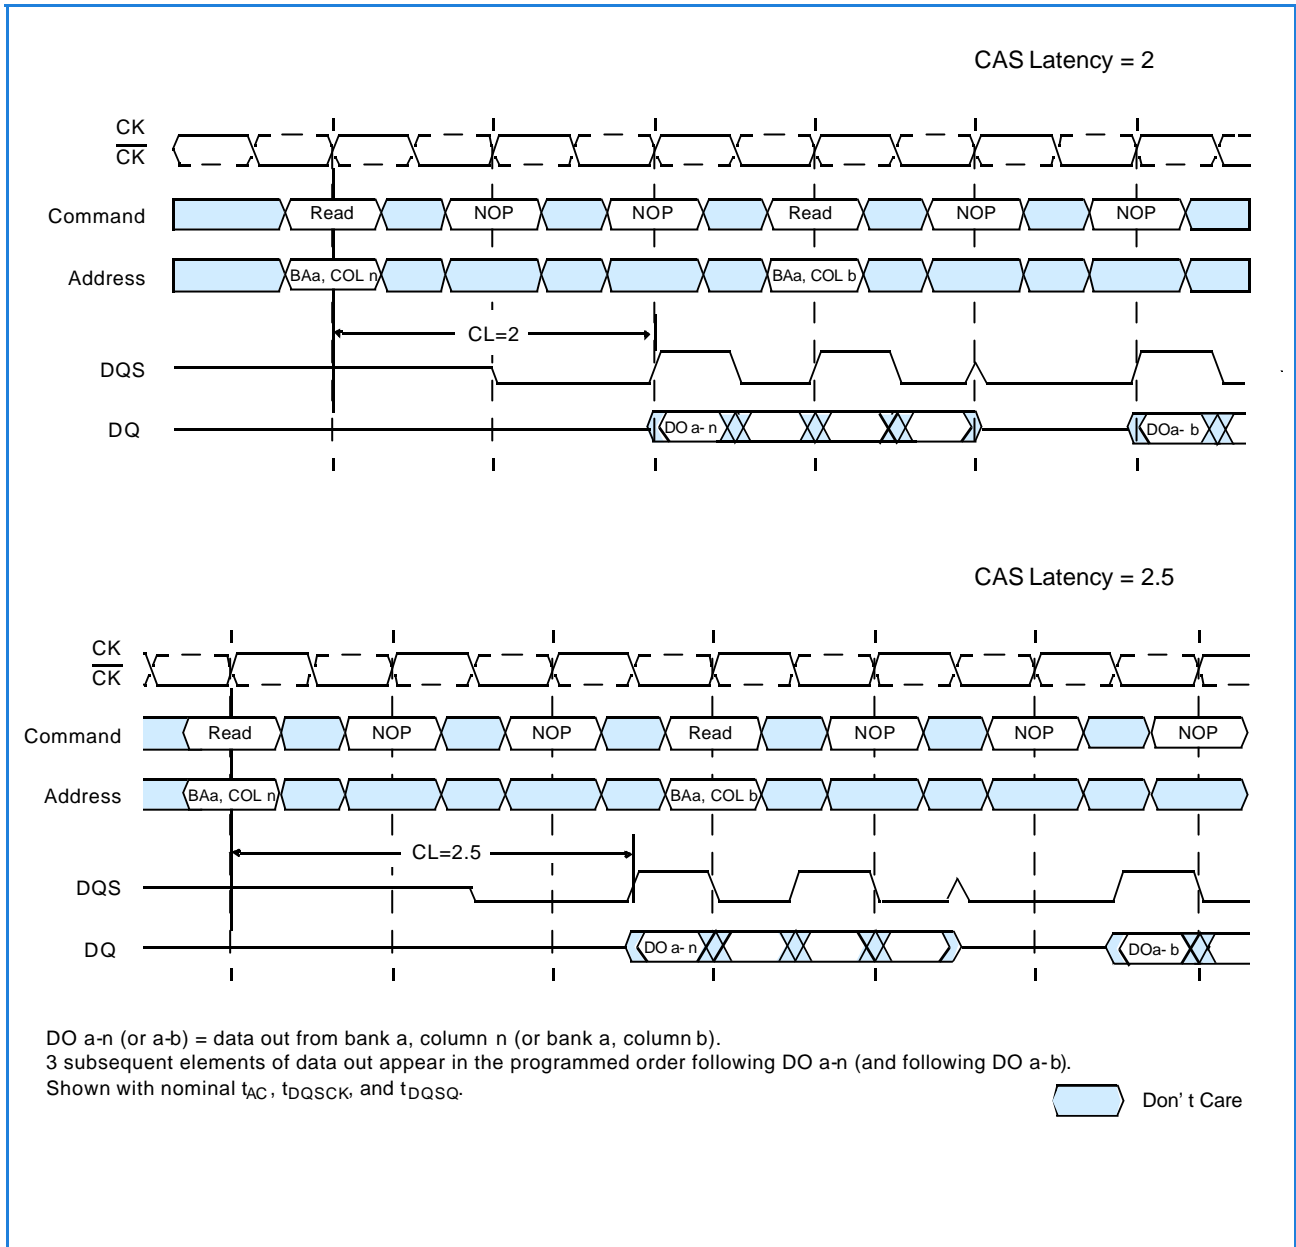 CAS Latency = 2
CK
CK
Command Read NOP NOP Read NOP NOP
Address BAa, COL n BAa, COL b
CL=2
DQS
DQ DO a- n DOa- b
CAS Latency = 2.5
CK
CK
Command Read NOP NOP Read NOP NOP NOP
Address BAa, COL n BAa, COL b
CL=2.5
DQS
DQ DO a- n DOa- b
DO a-n (or a-b) = data out from bank a, column n (or bank a, column b).
3 subsequent elements of data out appear in the programmed order following DO a-n (and following DO a-b).
Shown with nominal tAC, tDQSCK, and tDQSQ.
Don' t Care